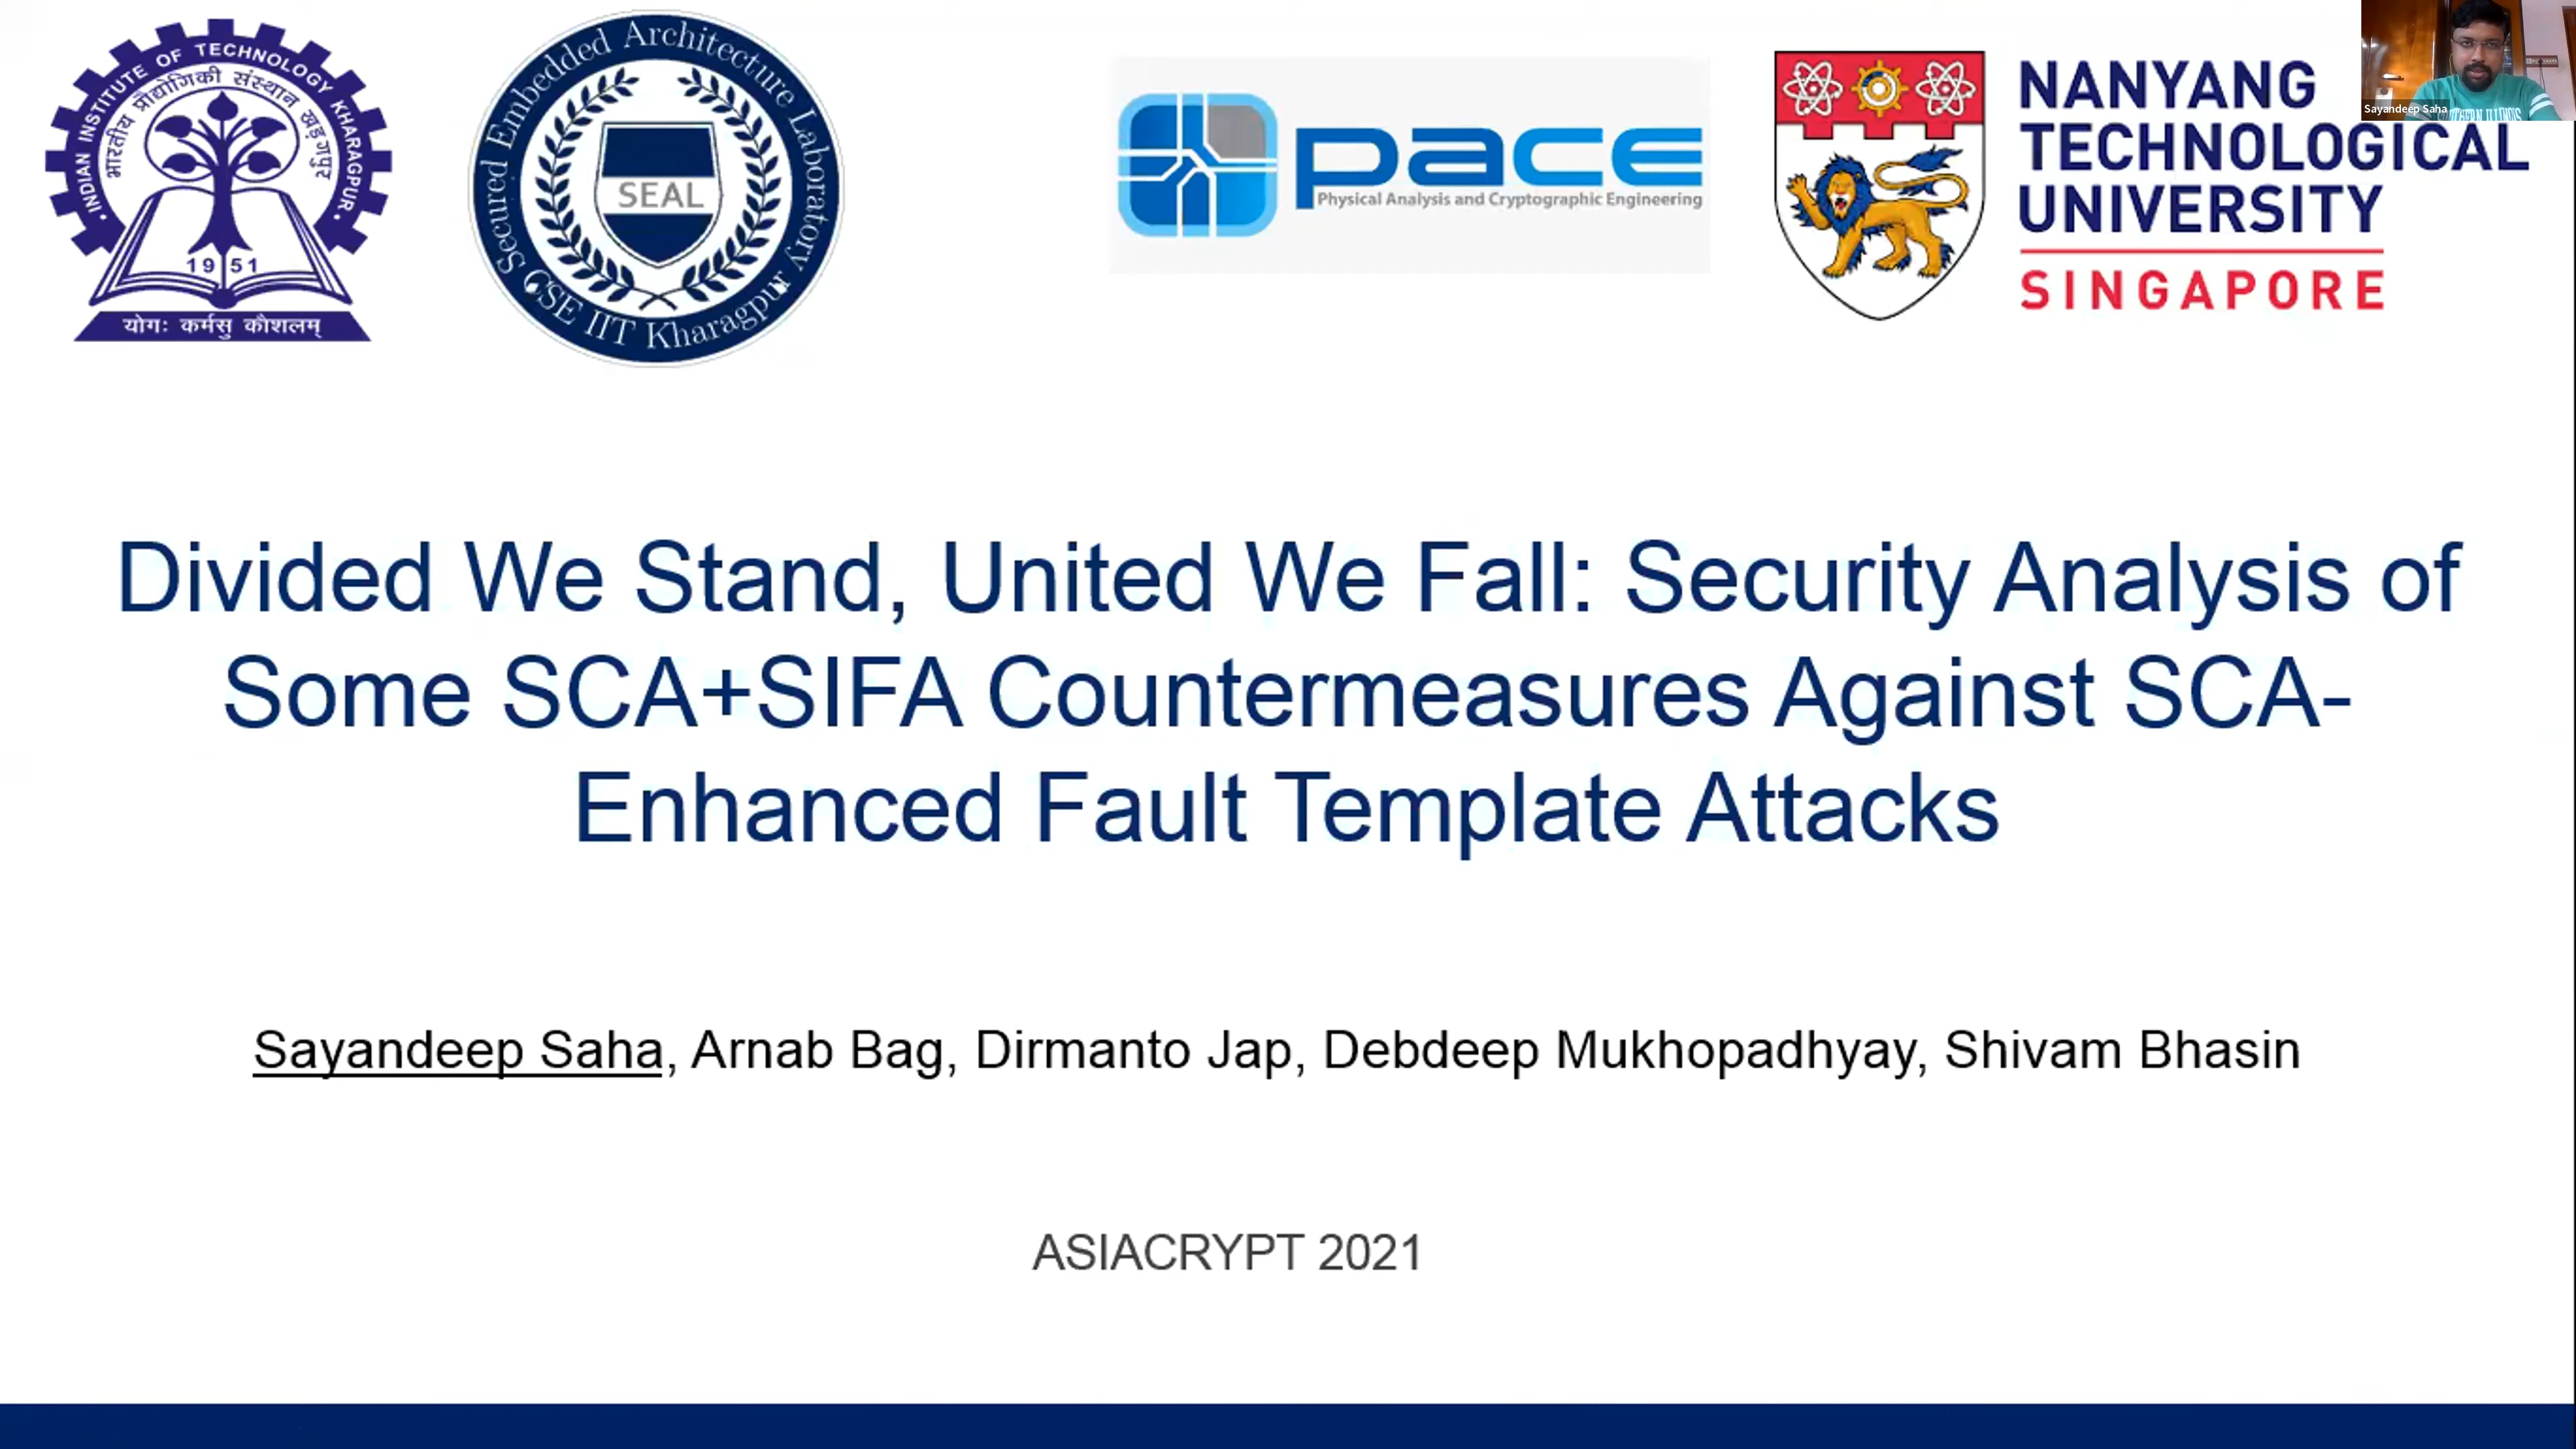 INDIAN INSTITUTE OF TECHNOLOGY KHARAGPUR
भारतीय प्रौद्योगिकी संस्थान खड़गपुर
1951
योगः कर्मसु कौशलम्
Secured Embedded Architecture Laboratory
SEAL
CSE IIT Kharagpur
pace
Physical Analysis and Cryptographic Engineering
NANYANG
TECHNOLOGICAL
UNIVERSITY
SINGAPORE
Sayandeep Saha
Divided We Stand, United We Fall: Security Analysis of
Some SCA+SIFA Countermeasures Against SCA-
Enhanced Fault Template Attacks
Sayandeep Saha, Arnab Bag, Dirmanto Jap, Debdeep Mukhopadhyay, Shivam Bhasin
ASIACRYPT 2021